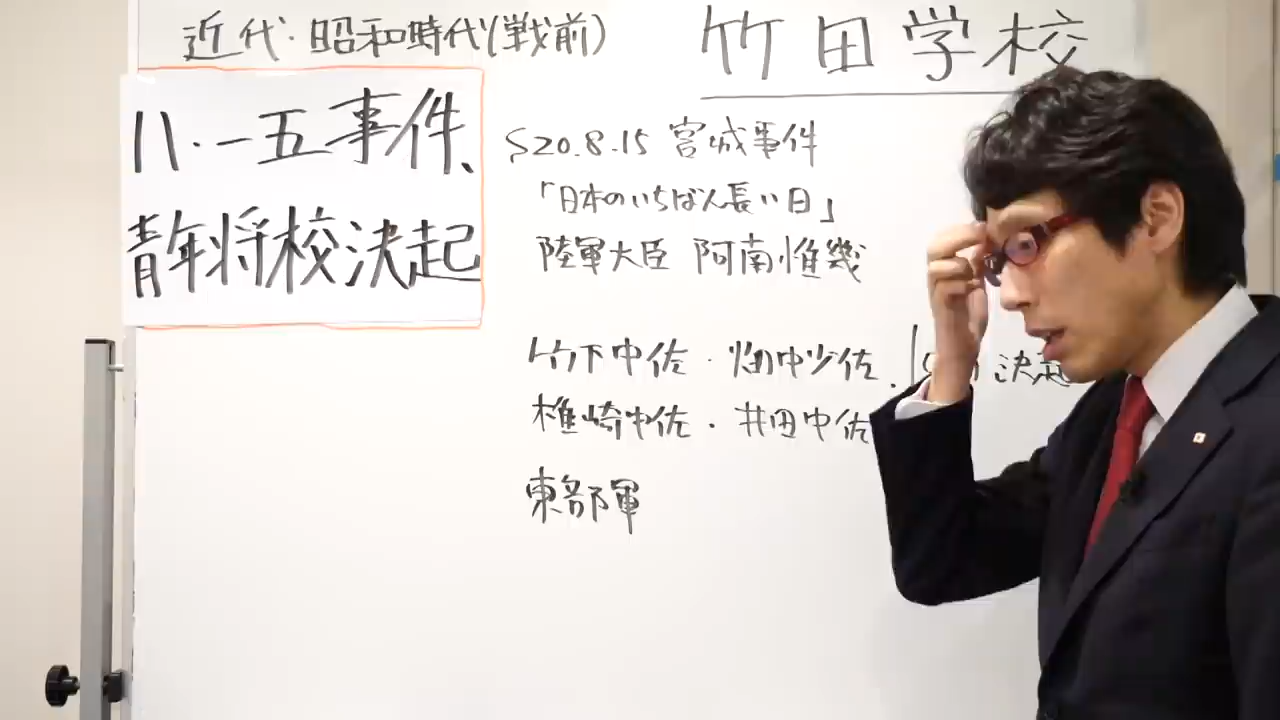 近代・昭和時代(戦前)
竹田学校
八・一五事件、
青年将校決起
S20.8.15 宮城事件
「日本のいちばん長い日」
陸軍大臣 阿南惟幾
竹下中佐・畑中少佐 決起
椎崎中佐・井田中佐
東部軍